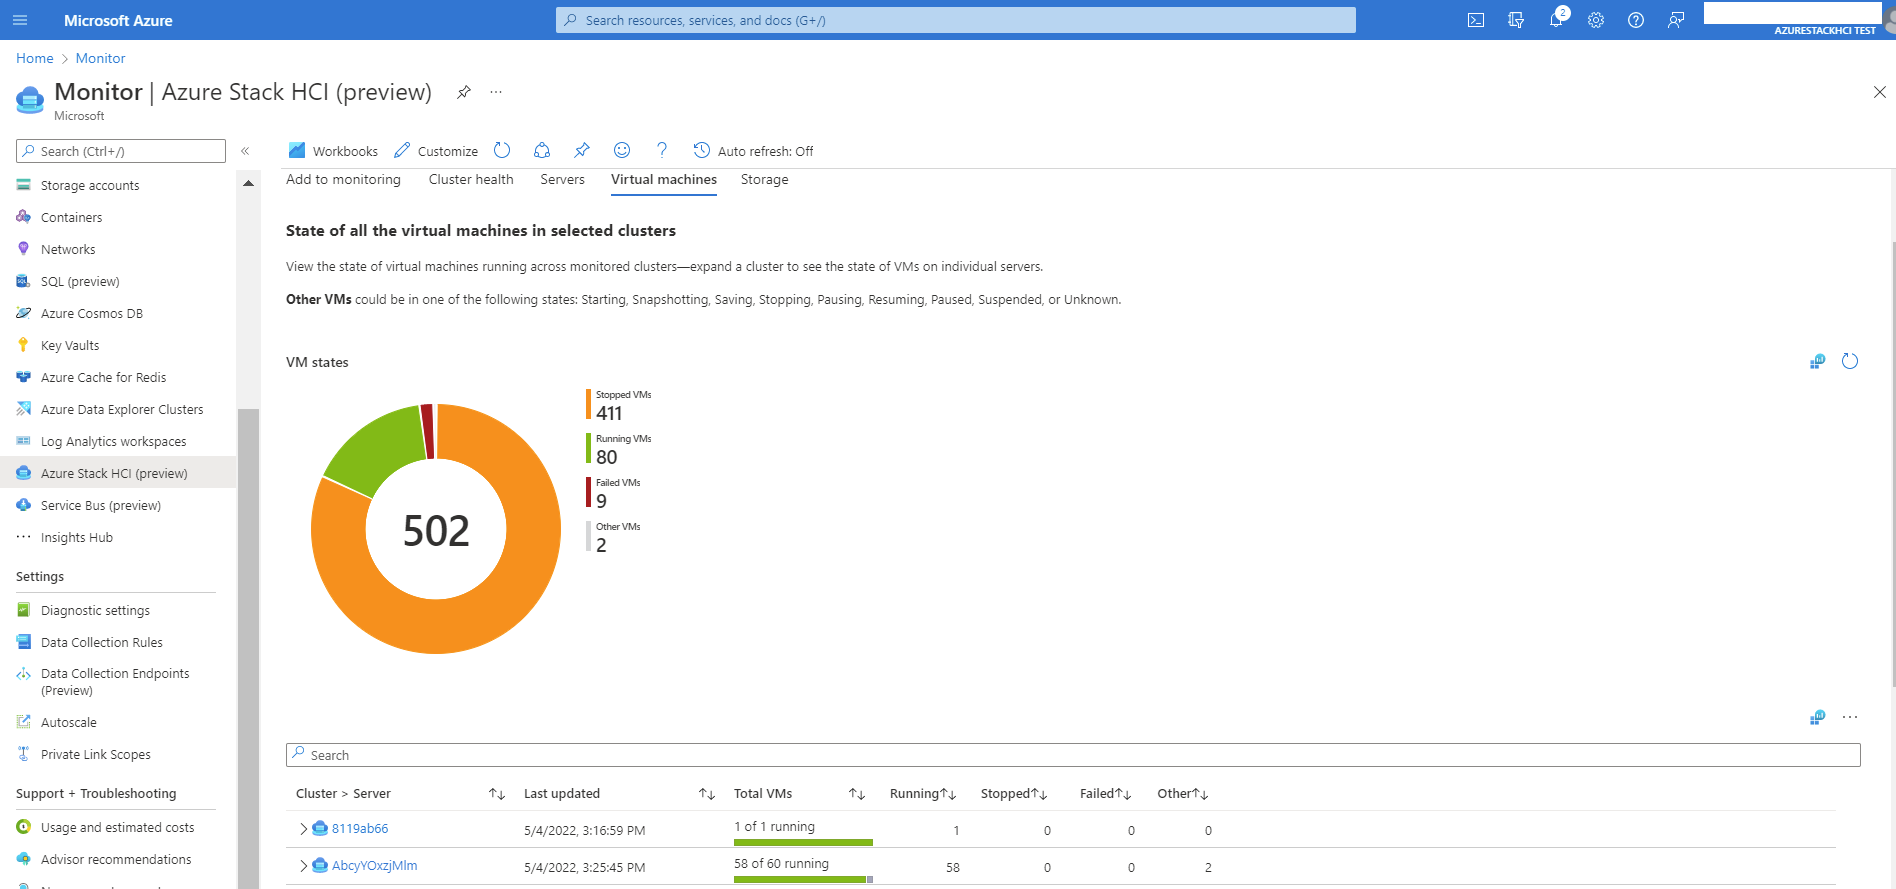 Microsoft Azure
Search resources, services, and docs (G+/)
2
AZURESTACKHCI TEST
Home > Monitor
Monitor | Azure Stack HCI (preview)
Microsoft
Search (Ctrl+/)
«
Storage accounts
Containers
Networks
SQL (preview)
Azure Cosmos DB
Key Vaults
Azure Cache for Redis
Azure Data Explorer Clusters
Log Analytics workspaces
Azure Stack HCI (preview)
Service Bus (preview)
Insights Hub
Settings
Diagnostic settings
Data Collection Rules
Data Collection Endpoints
(Preview)
Autoscale
Private Link Scopes
Support + Troubleshooting
Usage and estimated costs
Advisor recommendations
Workbooks Customize Auto refresh: Off
Add to monitoring Cluster health Servers Virtual machines Storage
State of all the virtual machines in selected clusters
View the state of virtual machines running across monitored clusters—expand a cluster to see the state of VMs on individual servers.
Other VMs could be in one of the following states: Starting, Snapshotting, Saving, Stopping, Pausing, Resuming, Paused, Suspended, or Unknown.
VM states
502
Stopped VMs
411
Running VMs
80
Failed VMs
9
Other VMs
2
Search
Cluster > Server ↑↓ Last updated ↑↓ Total VMs ↑↓ Running↑↓ Stopped↑↓ Failed↑↓ Other↑↓
8119ab66 5/4/2022, 3:16:59 PM 1 of 1 running 1 0 0 0
AbcyYOxzjMlm 5/4/2022, 3:25:45 PM 58 of 60 running 58 0 0 2